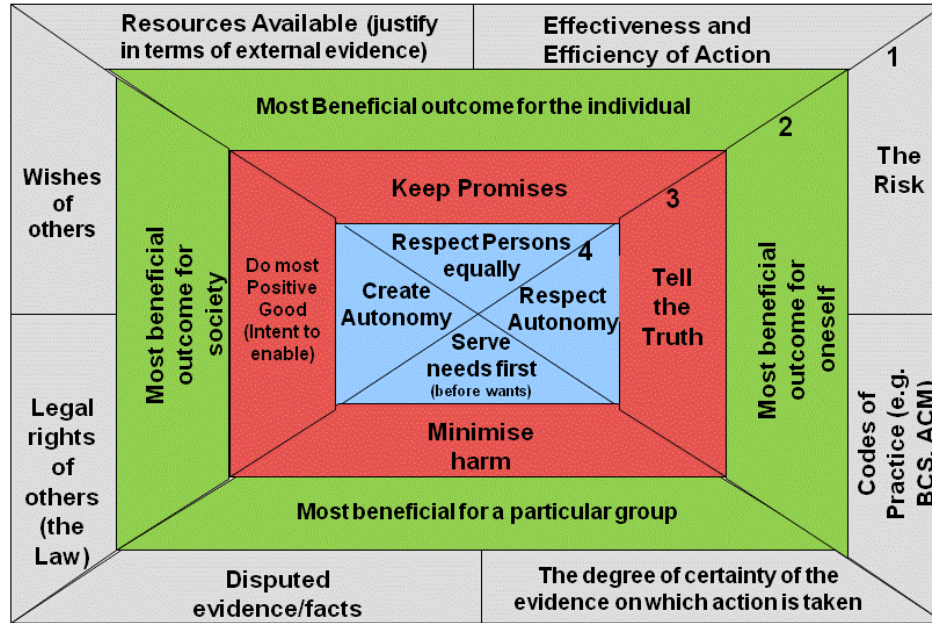 Resources Available (justify
in terms of external evidence)
Effectiveness and
Efficiency of Action
1
Most Beneficial outcome for the individual
2
Wishes
of
others
The
Risk
Keep Promises
3
Most beneficial
outcome for
society
Do most
Positive
Good
(Intent to
enable)
Respect Persons
equally
4
Create
Autonomy
Respect
Autonomy
Serve
needs first
(before wants)
Tell
the
Truth
Most beneficial
outcome for
oneself
Minimise
harm
Legal
rights
of
others
(the
Law)
Codes of
Practice (e.g.
BCS, ACM)
Most beneficial for a particular group
Disputed
evidence/facts
The degree of certainty of the
evidence on which action is taken